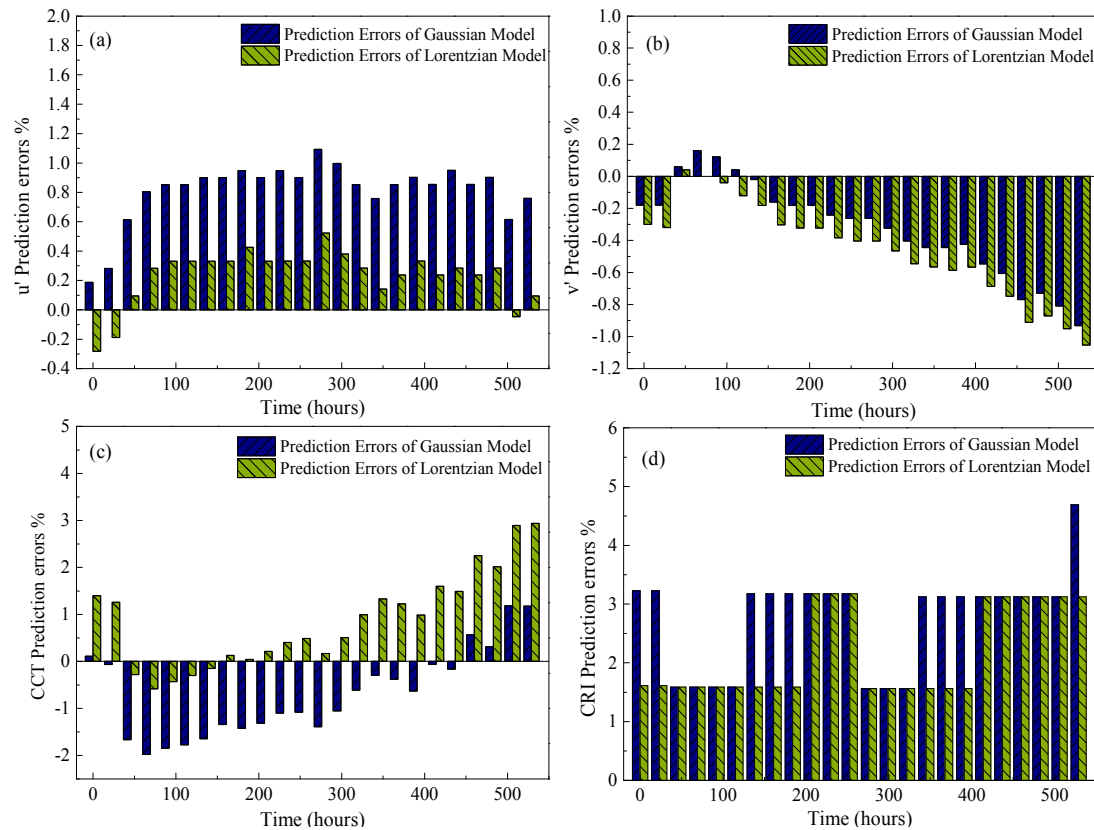 (a)
Prediction Errors of Gaussian Model
Prediction Errors of Lorentzian Model
u' Prediction errors %
2.0
1.8
1.6
1.4
1.2
1.0
0.8
0.6
0.4
0.2
0.0
-0.2
-0.4
0 100 200 300 400 500
Time (hours)
(b)
Prediction Errors of Gaussian Model
Prediction Errors of Lorentzian Model
v' Prediction errors %
1.0
0.8
0.6
0.4
0.2
0.0
-0.2
-0.4
-0.6
-0.8
-1.0
-1.2
0 100 200 300 400 500
Time (hours)
(c)
Prediction Errors of Gaussian Model
Prediction Errors of Lorentzian Model
CCT Prediction errors %
5
4
3
2
1
0
-1
-2
0 100 200 300 400 500
Time (hours)
(d)
Prediction Errors of Gaussian Model
Prediction Errors of Lorentzian Model
CRI Prediction errors %
6
5
4
3
2
1
0
0 100 200 300 400 500
Time (hours)